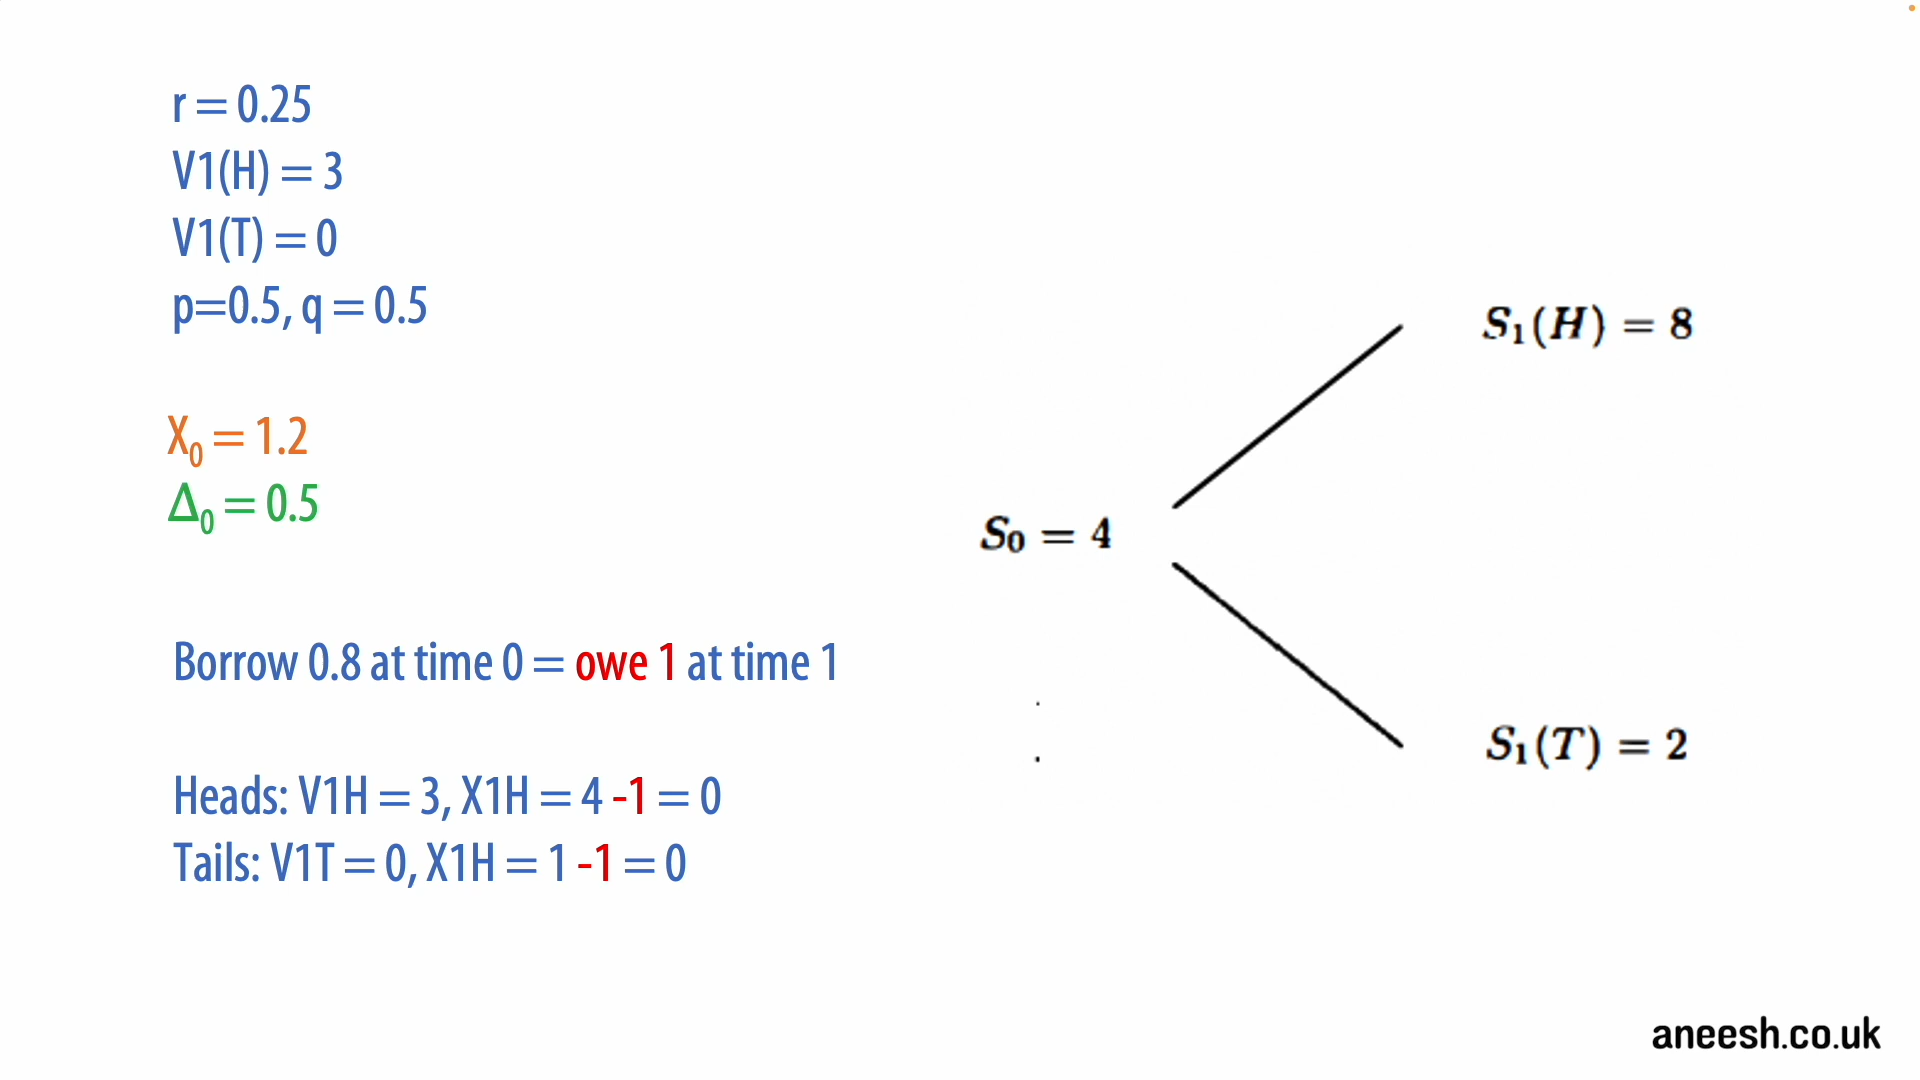 r = 0.25
V1(H) = 3
V1(T) = 0
p=0.5, q = 0.5
X₀ = 1.2
Δ₀ = 0.5
Borrow 0.8 at time 0 = owe 1 at time 1
Heads: V1H = 3, X1H = 4 -1 = 0
Tails: V1T = 0, X1H = 1 -1 = 0
S₁(H) = 8
S₀ = 4
S₁(T) = 2
aneesh.co.uk